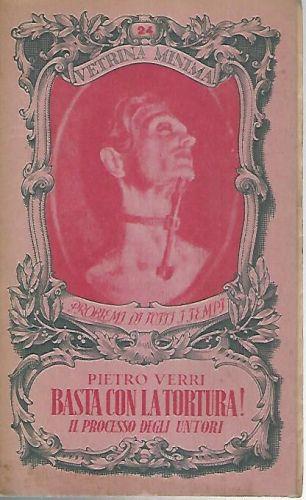 24
VETRINA MINIMA
PROBLEMI DI TUTTI I TEMPI
PIETRO VERRI
BASTA CON LA TORTURA!
IL PROCESSO DEGLI UNTORI